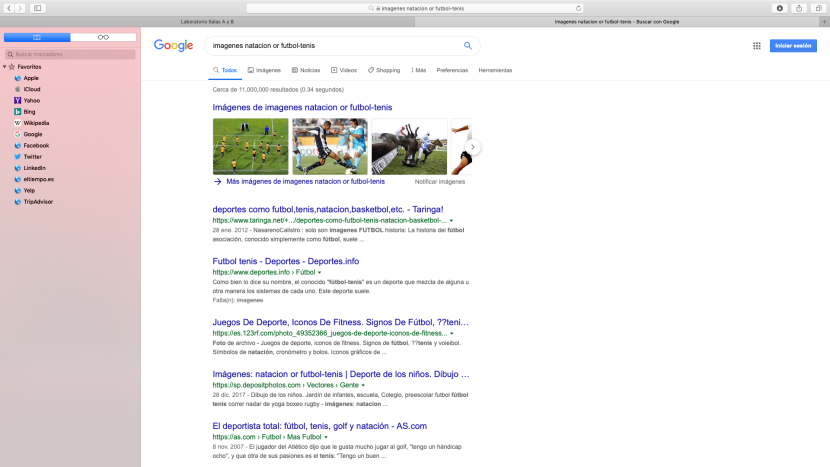 imagenes natacion or futbol-tenis
Laboratorio Salas A y B
imagenes natacion or futbol-tenis - Buscar con Google
Buscar marcadores
Favoritos
Apple
iCloud
Yahoo
Bing
Wikipedia
Google
Facebook
Twitter
LinkedIn
eltiempo.es
Yelp
TripAdvisor
Google
imagenes natacion or futbol-tenis
Iniciar sesión
Todos Imágenes Noticias Vídeos Shopping Más Preferencias Herramientas
Cerca de 11,000,000 resultados (0.34 segundos)
Imágenes de imagenes natacion or futbol-tenis
Más imágenes de imagenes natacion or futbol-tenis Notificar imágenes
deportes como futbol,tenis,natacion,basketbol,etc. - Taringa!
https://www.taringa.net/+.../deportes-como-futbol-tenis-natacion-basketbol-...
28 ene. 2012 - NasarenoCalistro : solo son imagenes FUTBOL historia: La historia del fútbol
asociación, conocido simplemente como fútbol, suele ...
Futbol tenis - Deportes - Deportes.info
https://www.deportes.info › Fútbol
Como bien lo dice su nombre, el conocido "fútbol-tenis" es un deporte que mezcla de alguna u
otra manera los sistemas de cada uno. Este deporte suele.
Falta(n): imagenes
Juegos De Deporte, Iconos De Fitness. Signos De Fútbol, ??teni...
https://es.123rf.com/photo_49352366_juegos-de-deporte-iconos-de-fitness...
Foto de archivo - Juegos de deporte, iconos de fitness. Signos de fútbol, ??tenis y voleibol.
Símbolos de natación, cronómetro y bolos. Iconos gráficos de ...
Imágenes: natacion or futbol-tenis | Deporte de los niños. Dibujo ...
https://sp.depositphotos.com › Vectores › Gente
28 dic. 2017 - Dibujo de los niños. Jardín de infantes, escuela, Colegio, preescolar futbol fútbol
tenis correr nadar de yoga boxeo rugby - imágenes: natacion ...
El deportista total: fútbol, tenis, golf y natación - AS.com
https://as.com › Futbol › Mas Futbol
8 nov. 2007 - El jugador del Atlético dijo que le gusta mucho jugar al golf, "tengo un hándicap
ocho", y que otra de sus pasiones es el tenis: "Tengo un buen ...